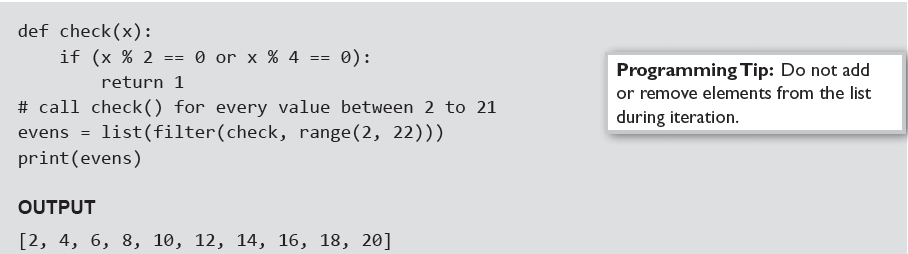 def check(x):
    if (x % 2 == 0 or x % 4 == 0):
        return 1
# call check() for every value between 2 to 21
evens = list(filter(check, range(2, 22)))
print(evens)
Programming Tip: Do not add
or remove elements from the list
during iteration.
OUTPUT
[2, 4, 6, 8, 10, 12, 14, 16, 18, 20]